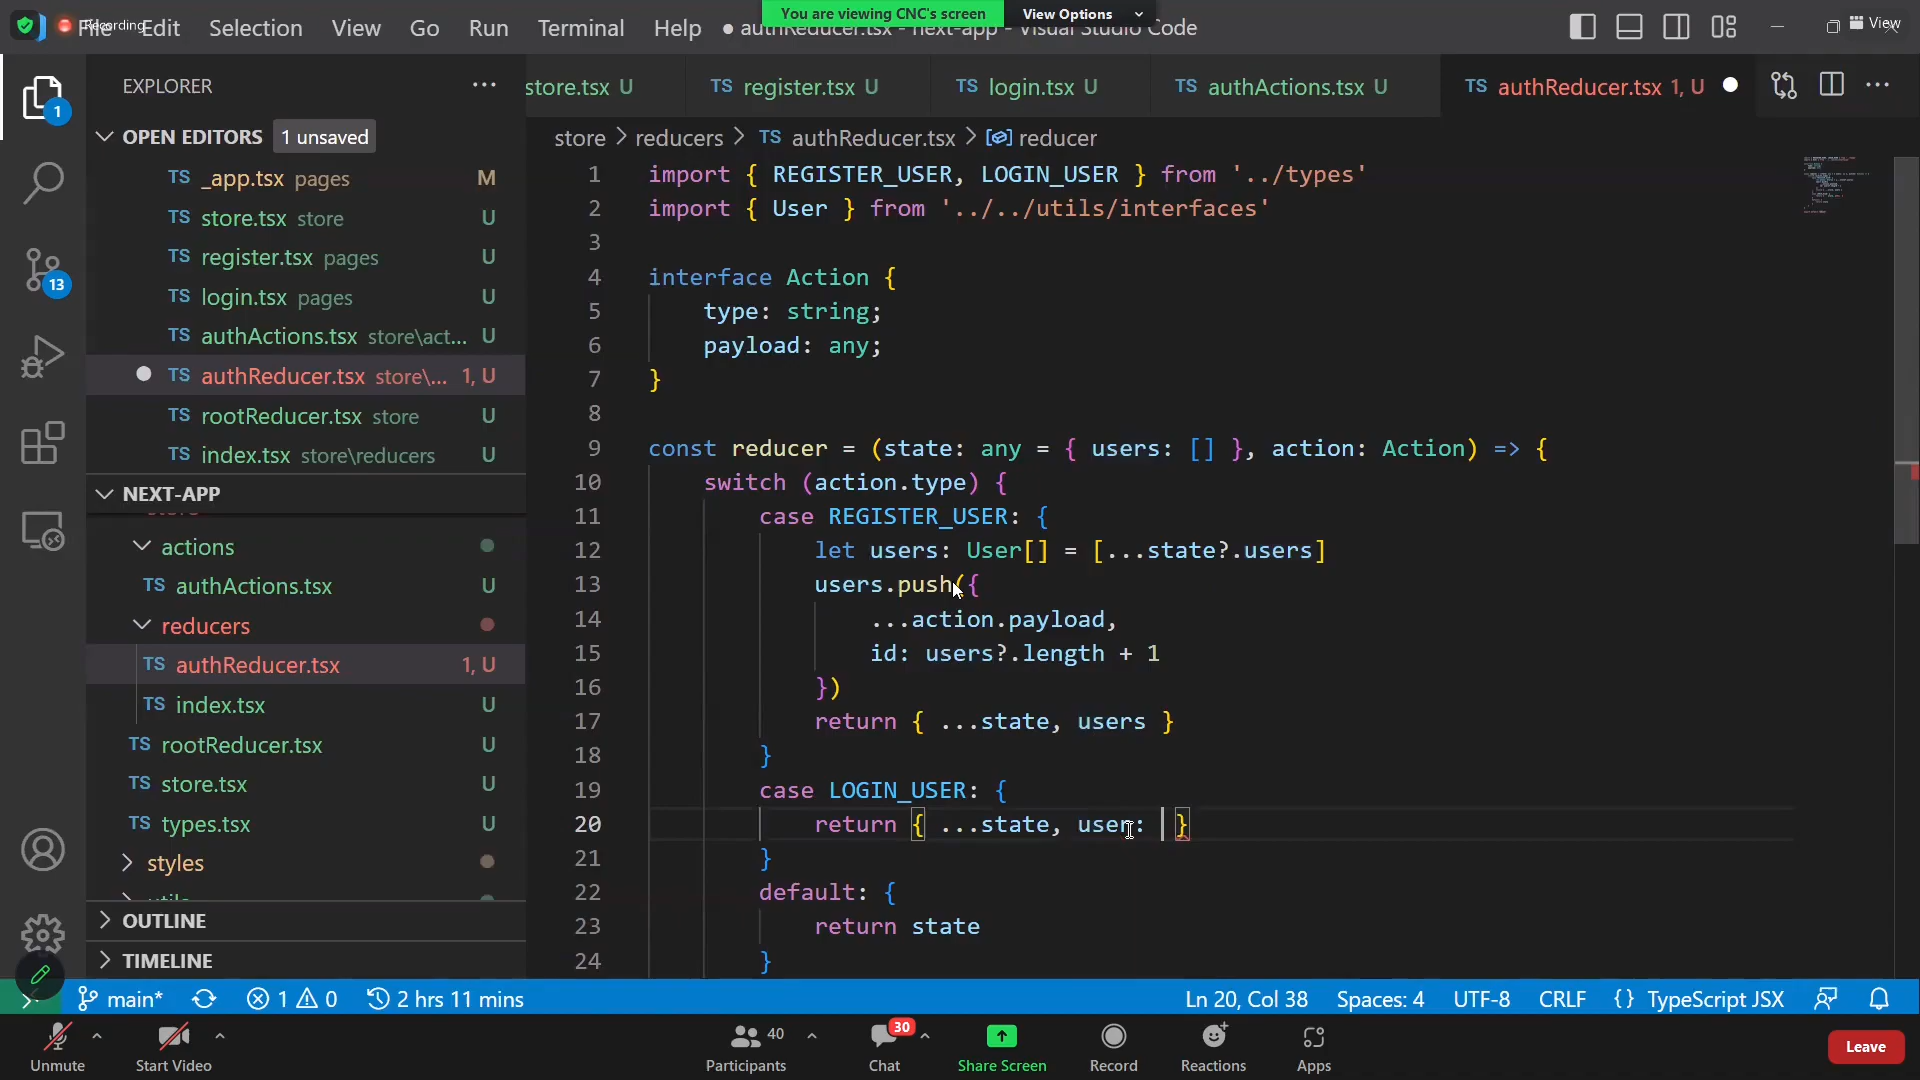 You are viewing CNC's screen
View Options
Recording
File Edit Selection View Go Run Terminal Help
● authReducer.tsx - next-app - Visual Studio Code
View
EXPLORER
OPEN EDITORS 1 unsaved
TS _app.tsx pages M
TS store.tsx store U
TS register.tsx pages U
TS login.tsx pages U
TS authActions.tsx store\act... U
TS authReducer.tsx store\... 1, U
TS rootReducer.tsx store U
TS index.tsx store\reducers U
NEXT-APP
actions
TS authActions.tsx U
reducers
TS authReducer.tsx 1, U
TS index.tsx U
TS rootReducer.tsx U
TS store.tsx U
TS types.tsx U
styles
utils
OUTLINE
TIMELINE
1
13
store.tsx U TS register.tsx U TS login.tsx U TS authActions.tsx U TS authReducer.tsx 1, U
store > reducers > TS authReducer.tsx > reducer
1 import { REGISTER_USER, LOGIN_USER } from '../types'
2 import { User } from '../../utils/interfaces'
3
4 interface Action {
5 type: string;
6 payload: any;
7 }
8
9 const reducer = (state: any = { users: [] }, action: Action) => {
10 switch (action.type) {
11 case REGISTER_USER: {
12 let users: User[] = [...state?.users]
13 users.push({
14 ...action.payload,
15 id: users?.length + 1
16 })
17 return { ...state, users }
18 }
19 case LOGIN_USER: {
20 return { ...state, user: }
21 }
22 default: {
23 return state
24 }
main* 1 0 2 hrs 11 mins Ln 20, Col 38 Spaces: 4 UTF-8 CRLF {} TypeScript JSX
Unmute Start Video Participants 40 Chat 30 Share Screen Record Reactions Apps Leave